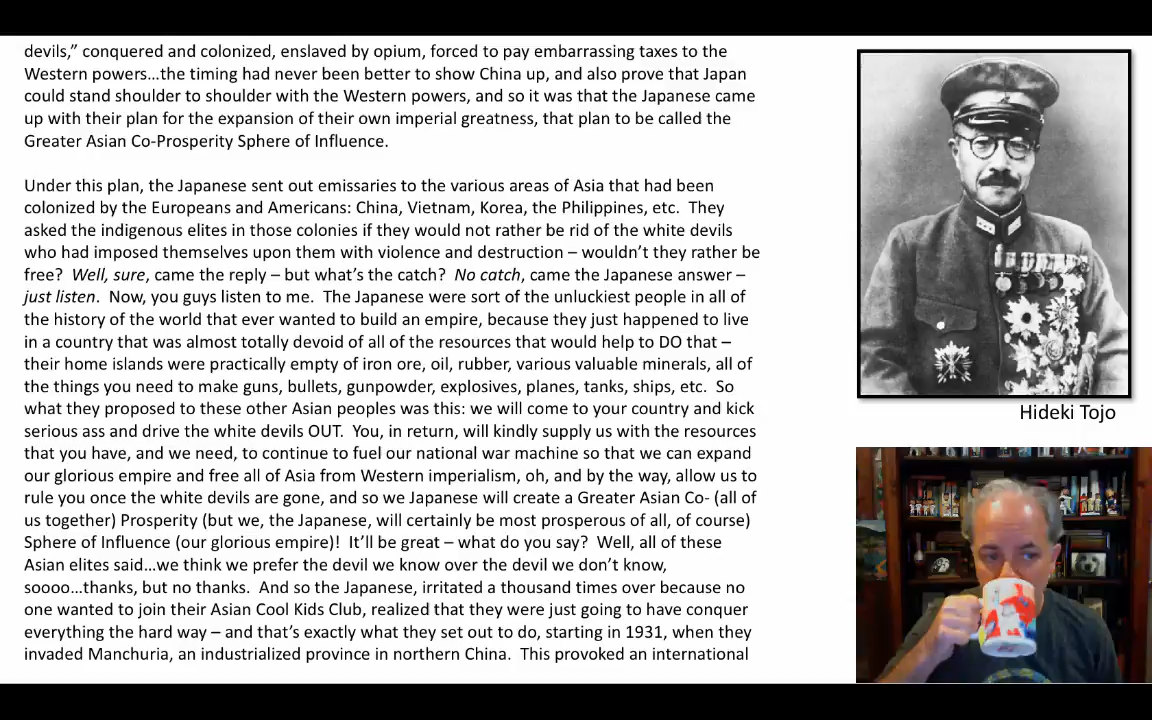 devils,” conquered and colonized, enslaved by opium, forced to pay embarrassing taxes to the
Western powers…the timing had never been better to show China up, and also prove that Japan
could stand shoulder to shoulder with the Western powers, and so it was that the Japanese came
up with their plan for the expansion of their own imperial greatness, that plan to be called the
Greater Asian Co-Prosperity Sphere of Influence.
Under this plan, the Japanese sent out emissaries to the various areas of Asia that had been
colonized by the Europeans and Americans: China, Vietnam, Korea, the Philippines, etc.  They
asked the indigenous elites in those colonies if they would not rather be rid of the white devils
who had imposed themselves upon them with violence and destruction – wouldn’t they rather be
free?  Well, sure, came the reply – but what’s the catch?  No catch, came the Japanese answer –
just listen.  Now, you guys listen to me.  The Japanese were sort of the unluckiest people in all of
the history of the world that ever wanted to build an empire, because they just happened to live
in a country that was almost totally devoid of all of the resources that would help to DO that –
their home islands were practically empty of iron ore, oil, rubber, various valuable minerals, all of
the things you need to make guns, bullets, gunpowder, explosives, planes, tanks, ships, etc.  So
what they proposed to these other Asian peoples was this: we will come to your country and kick
serious ass and drive the white devils OUT.  You, in return, will kindly supply us with the resources
that you have, and we need, to continue to fuel our national war machine so that we can expand
our glorious empire and free all of Asia from Western imperialism, oh, and by the way, allow us to
rule you once the white devils are gone, and so we Japanese will create a Greater Asian Co- (all of
us together) Prosperity (but we, the Japanese, will certainly be most prosperous of all, of course)
Sphere of Influence (our glorious empire)!  It’ll be great – what do you say?  Well, all of these
Asian elites said…we think we prefer the devil we know over the devil we don’t know,
soooo…thanks, but no thanks.  And so the Japanese, irritated a thousand times over because no
one wanted to join their Asian Cool Kids Club, realized that they were just going to have conquer
everything the hard way – and that’s exactly what they set out to do, starting in 1931, when they
invaded Manchuria, an industrialized province in northern China.  This provoked an international
Hideki Tojo